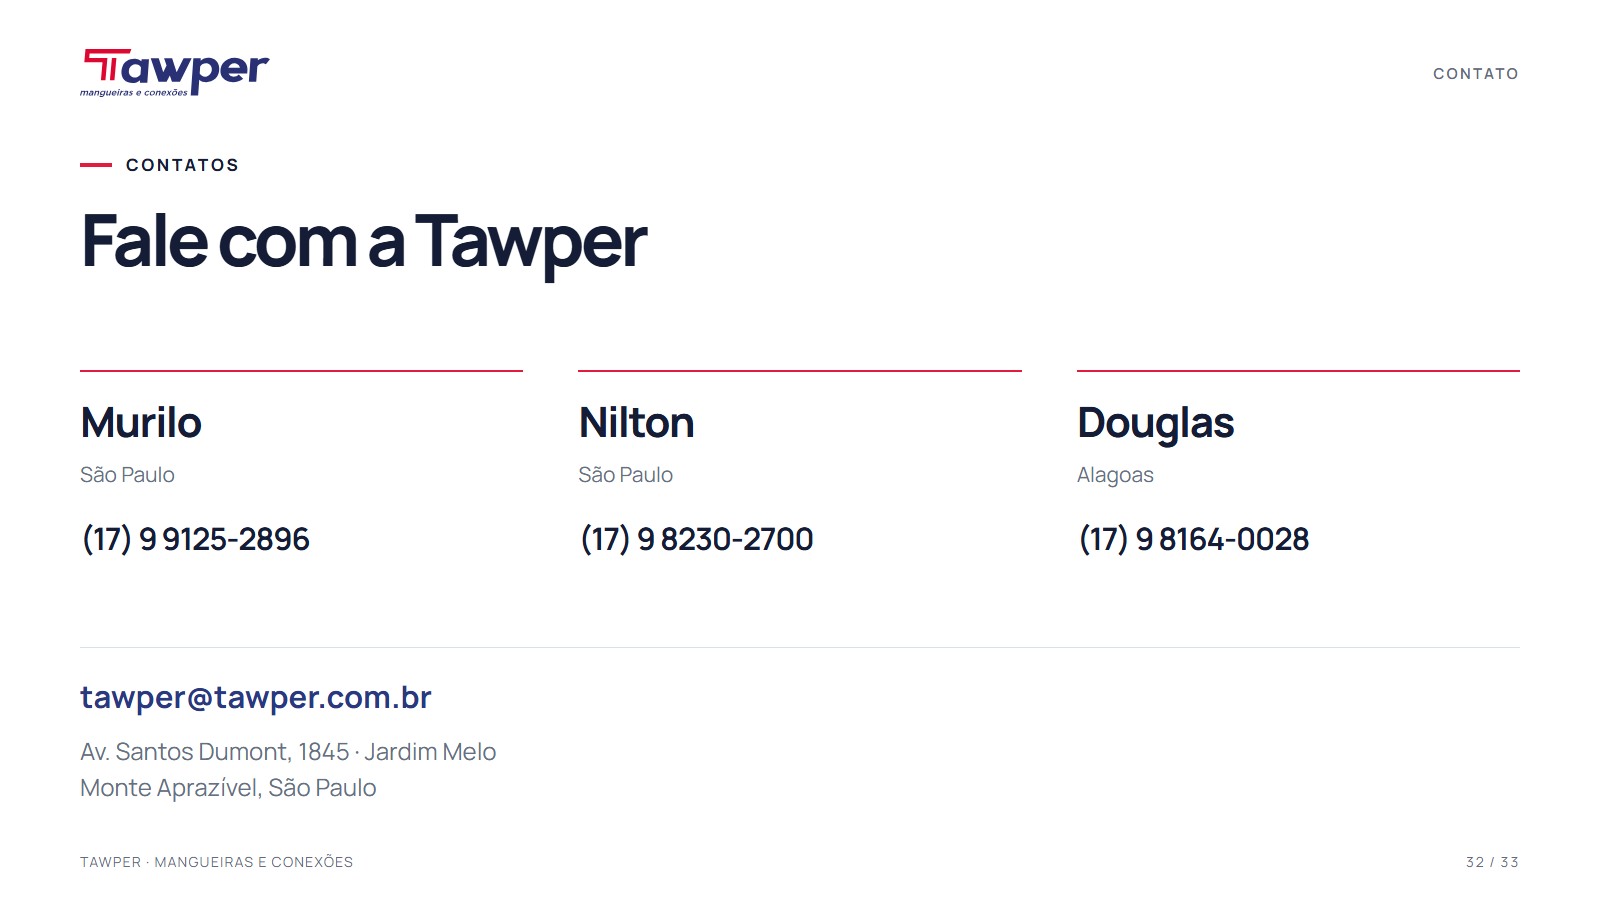 Tawper
mangueiras e conexões
CONTATO
CONTATOS
Fale com a Tawper
Murilo
São Paulo
(17) 9 9125-2896
Nilton
São Paulo
(17) 9 8230-2700
Douglas
Alagoas
(17) 9 8164-0028
tawper@tawper.com.br
Av. Santos Dumont, 1845 · Jardim Melo
Monte Aprazível, São Paulo
TAWPER · MANGUEIRAS E CONEXÕES
32 / 33